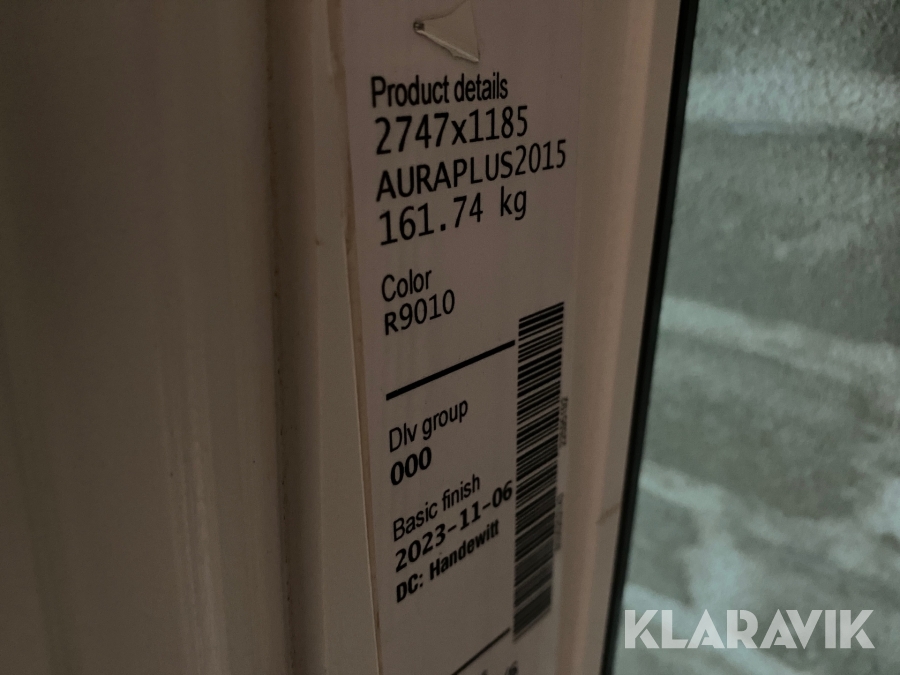 Product details
2747x1185
AURAPLUS2015
161.74 kg
Color
R9010
Dlv group
000
Basic finish
2023-11-06
DC: Handewitt
KLARAVIK